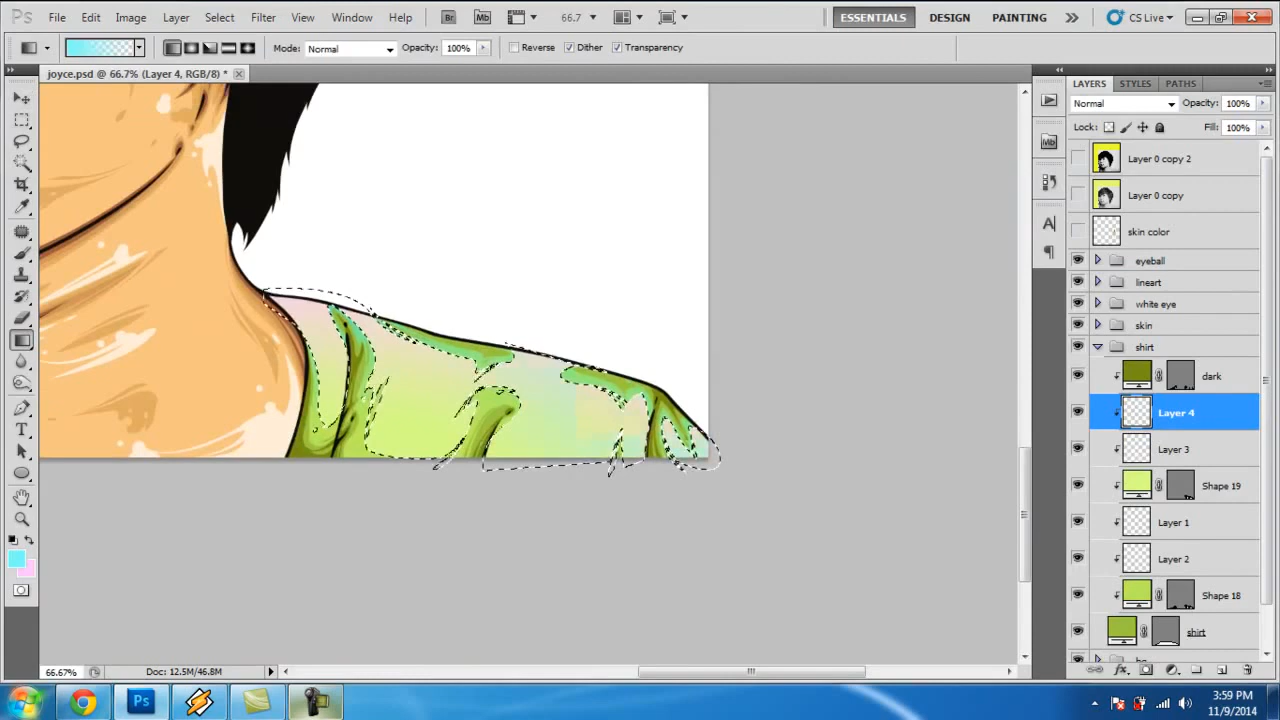 Ps File Edit Image Layer Select Filter View Window Help Br Mb 66.7 ESSENTIALS DESIGN PAINTING CS Live
Mode: Normal Opacity: 100% Reverse Dither Transparency
joyce.psd @ 66.7% (Layer 4, RGB/8) *
LAYERS STYLES PATHS
Normal Opacity: 100%
Lock: Fill: 100%
Layer 0 copy 2
Layer 0 copy
skin color
eyeball
lineart
white eye
skin
shirt
dark
Layer 4
Layer 3
Shape 19
Layer 1
Layer 2
Shape 18
shirt
bg
66.67% Doc: 12.5M/46.8M
3:59 PM
11/9/2014